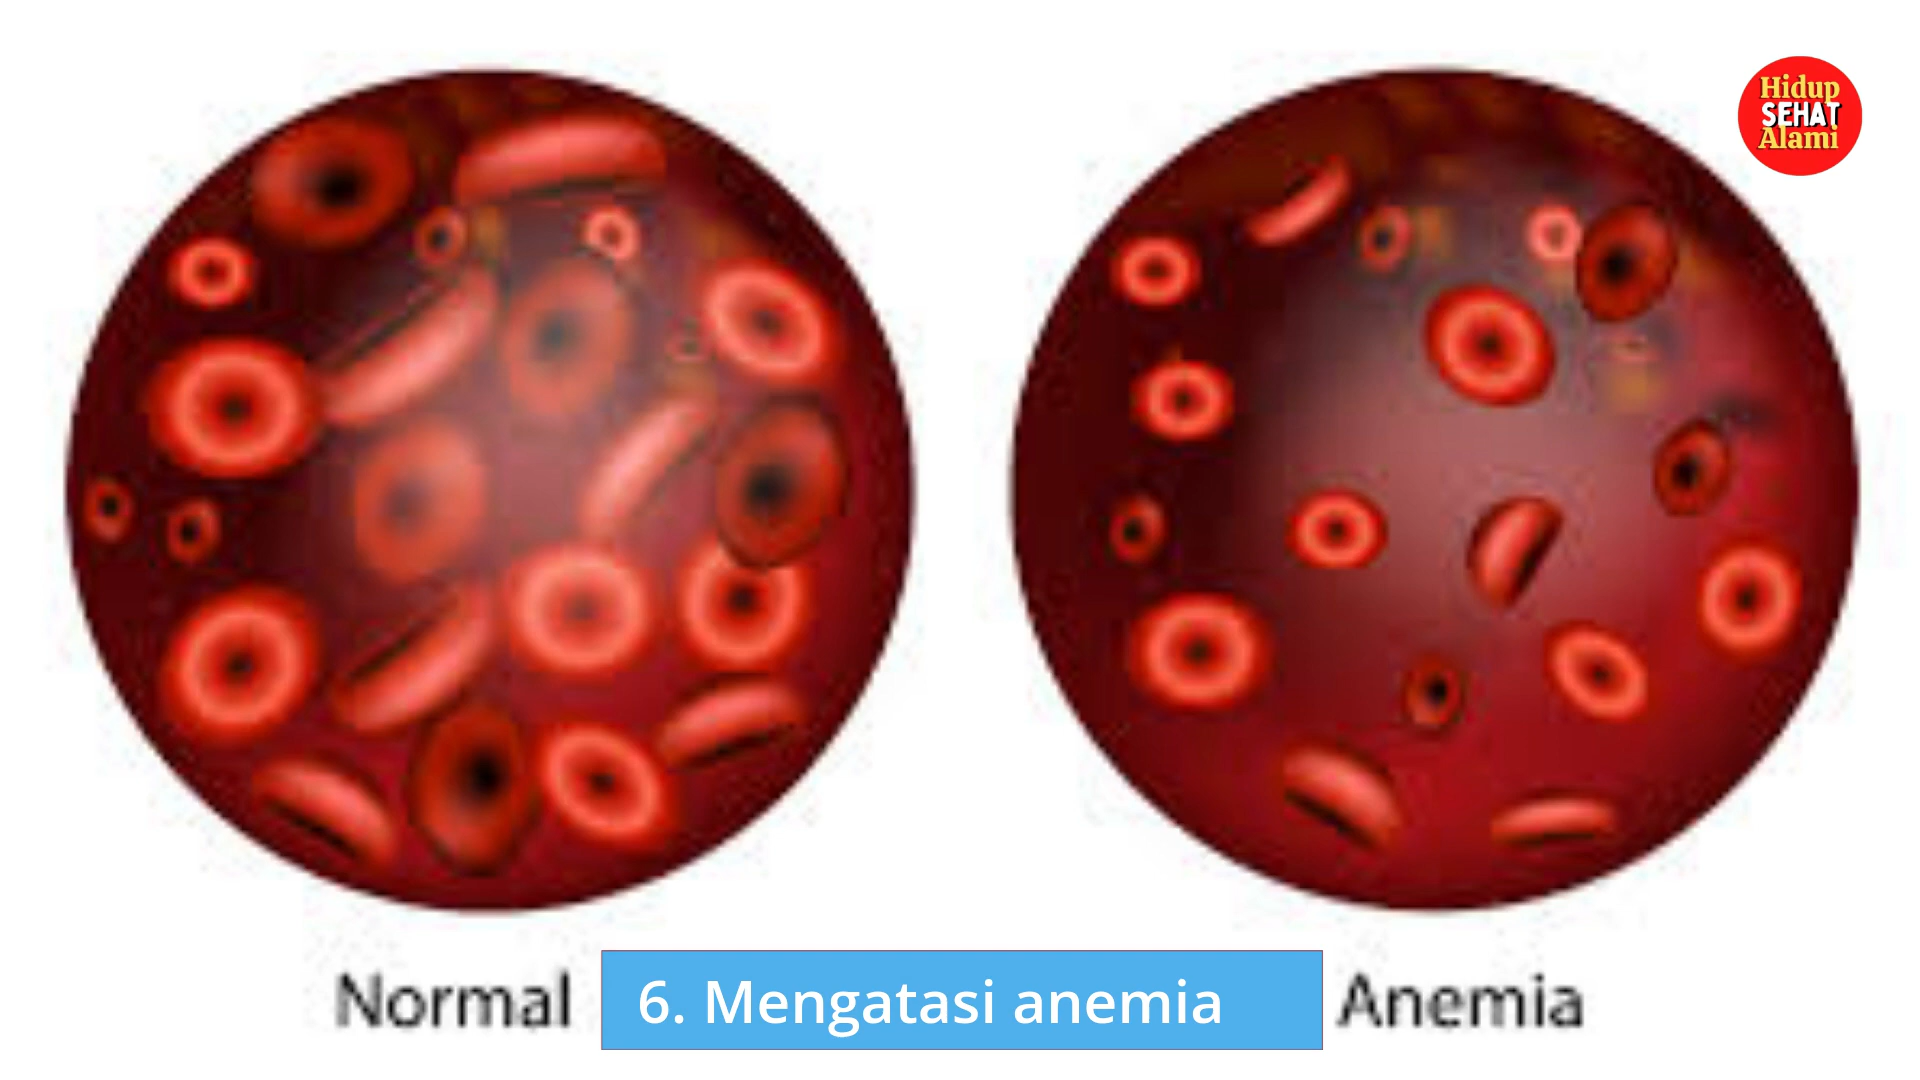 Hidup
SEHAT
Alami
Normal
6. Mengatasi anemia
Anemia